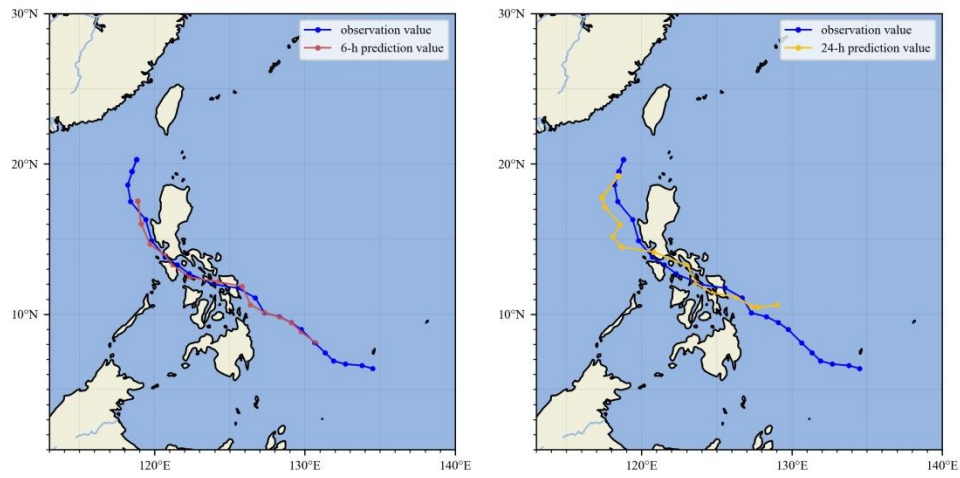 30°N
20°N
10°N
120°E
130°E
140°E
observation value
6-h prediction value
30°N
20°N
10°N
120°E
130°E
140°E
observation value
24-h prediction value